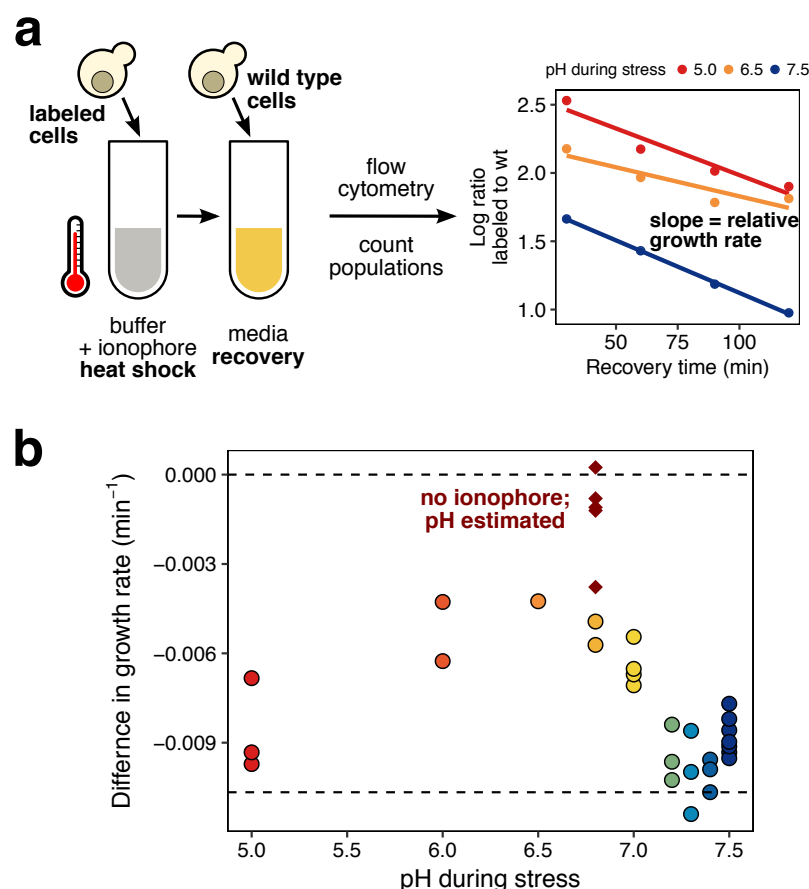 a
labeled
cells
wild type
cells
buffer
+ ionophore
heat shock
media
recovery
flow
cytometry
count
populations
pH during stress 5.0 6.5 7.5
Log ratio
labeled to wt
2.5
2.0
1.5
1.0
slope = relative
growth rate
50 75 100
Recovery time (min)
b
Differnce in growth rate (min⁻¹)
0.000
−0.003
−0.006
−0.009
no ionophore;
pH estimated
5.0 5.5 6.0 6.5 7.0 7.5
pH during stress